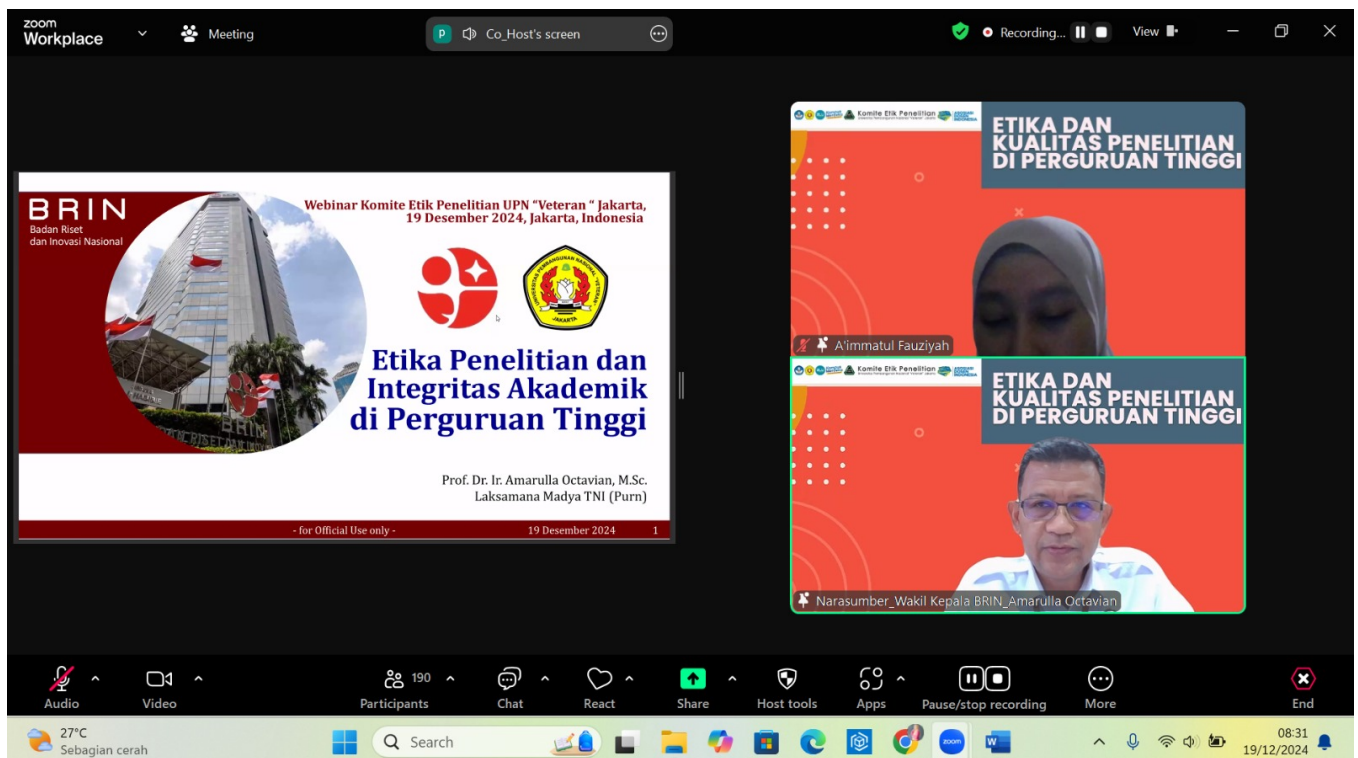 zoom
Workplace
Meeting
P
Co_Host's screen
Recording...
View
BRIN
Badan Riset
dan Inovasi Nasional
Webinar Komite Etik Penelitian UPN "Veteran " Jakarta,
19 Desember 2024, Jakarta, Indonesia
JAKARTA
Etika Penelitian dan
Integritas Akademik
di Perguruan Tinggi
Prof. Dr. Ir. Amarulla Octavian, M.Sc.
Laksamana Madya TNI (Purn)
- for Official Use only -
19 Desember 2024
1
Komite Etik Penelitian
ETIKA DAN
KUALITAS PENELITIAN
DI PERGURUAN TINGGI
A'immatul Fauziyah
Komite Etik Penelitian
ETIKA DAN
KUALITAS PENELITIAN
DI PERGURUAN TINGGI
Narasumber_Wakil Kepala BRIN_Amarulla Octavian
Audio
Video
190
Participants
Chat
React
Share
Host tools
Apps
Pause/stop recording
More
End
27°C
Sebagian cerah
Search
zoom
W
08:31
19/12/2024